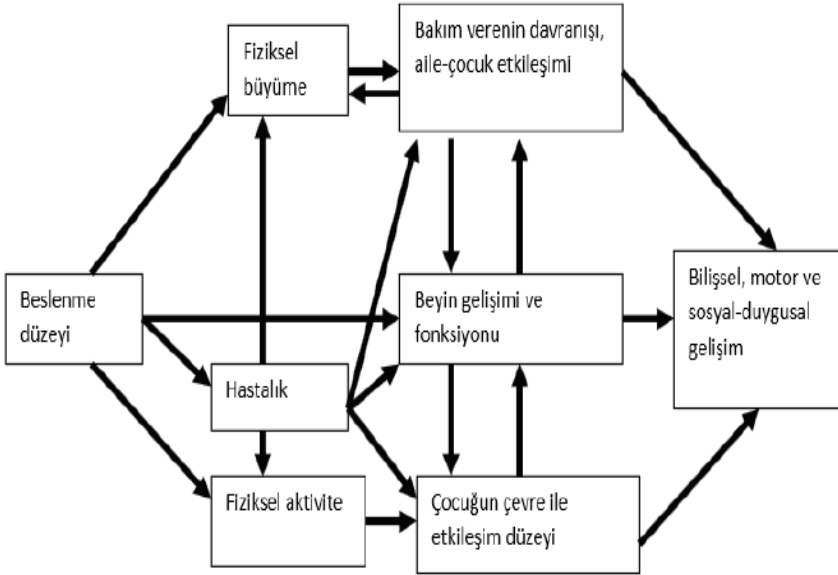 Fiziksel
büyüme
Bakım verenin davranışı,
aile-çocuk etkileşimi
Beslenme
düzeyi
Beyin gelişimi ve
fonksiyonu
Bilişsel, motor ve
sosyal-duygusal
gelişim
Hastalık
Fiziksel aktivite
Çocuğun çevre ile
etkileşim düzeyi